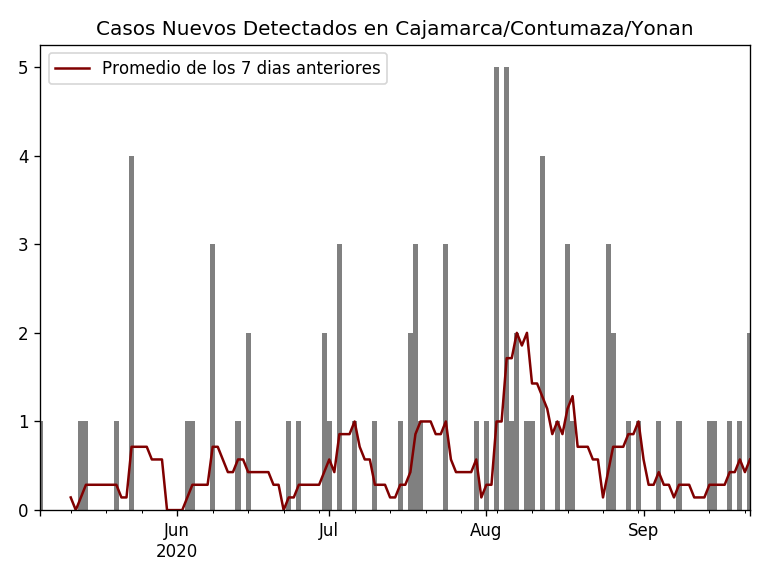 Casos Nuevos Detectados en Cajamarca/Contumaza/Yonan
Promedio de los 7 dias anteriores
5
4
3
2
1
0
Jun
2020
Jul
Aug
Sep